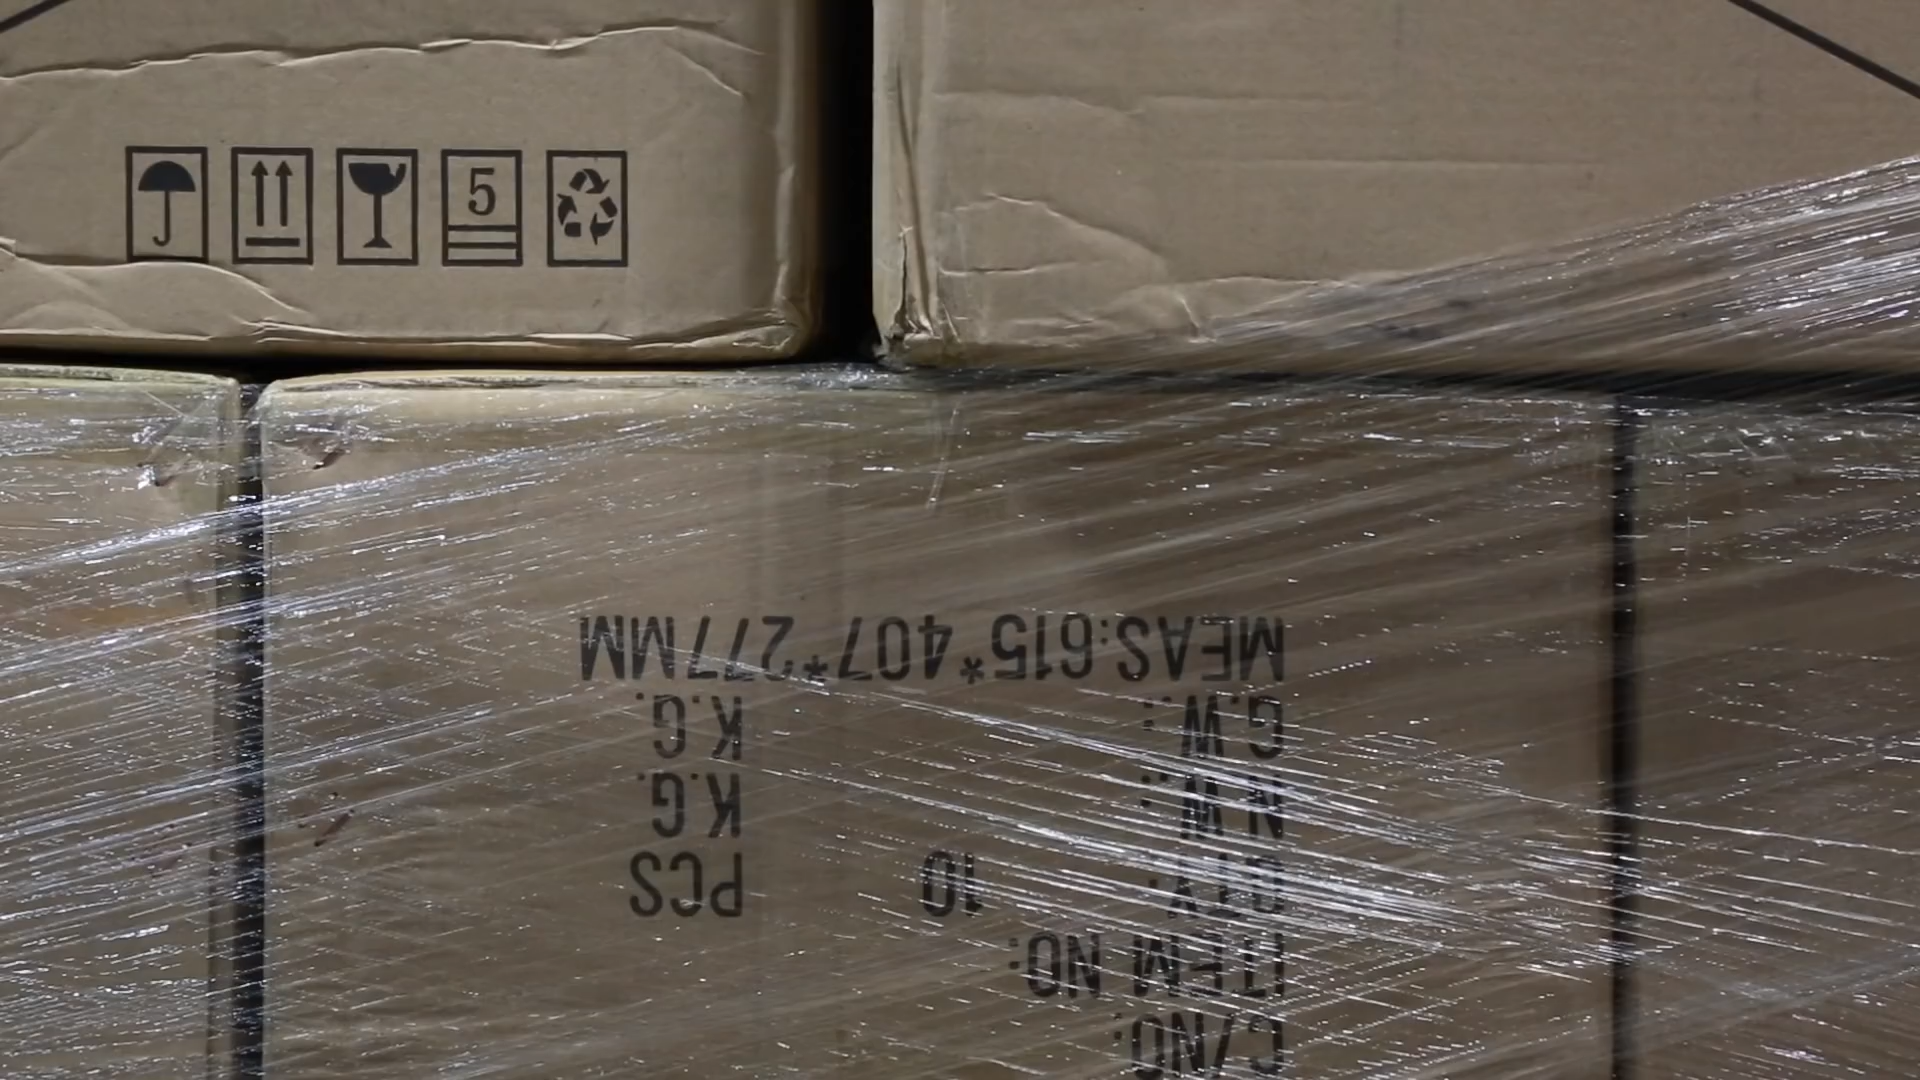 5
C/NO:
ITEM NO:
QTY: 10 PCS
N.W.: K.G.
G.W.: K.G.
MEAS:615*407*277MM